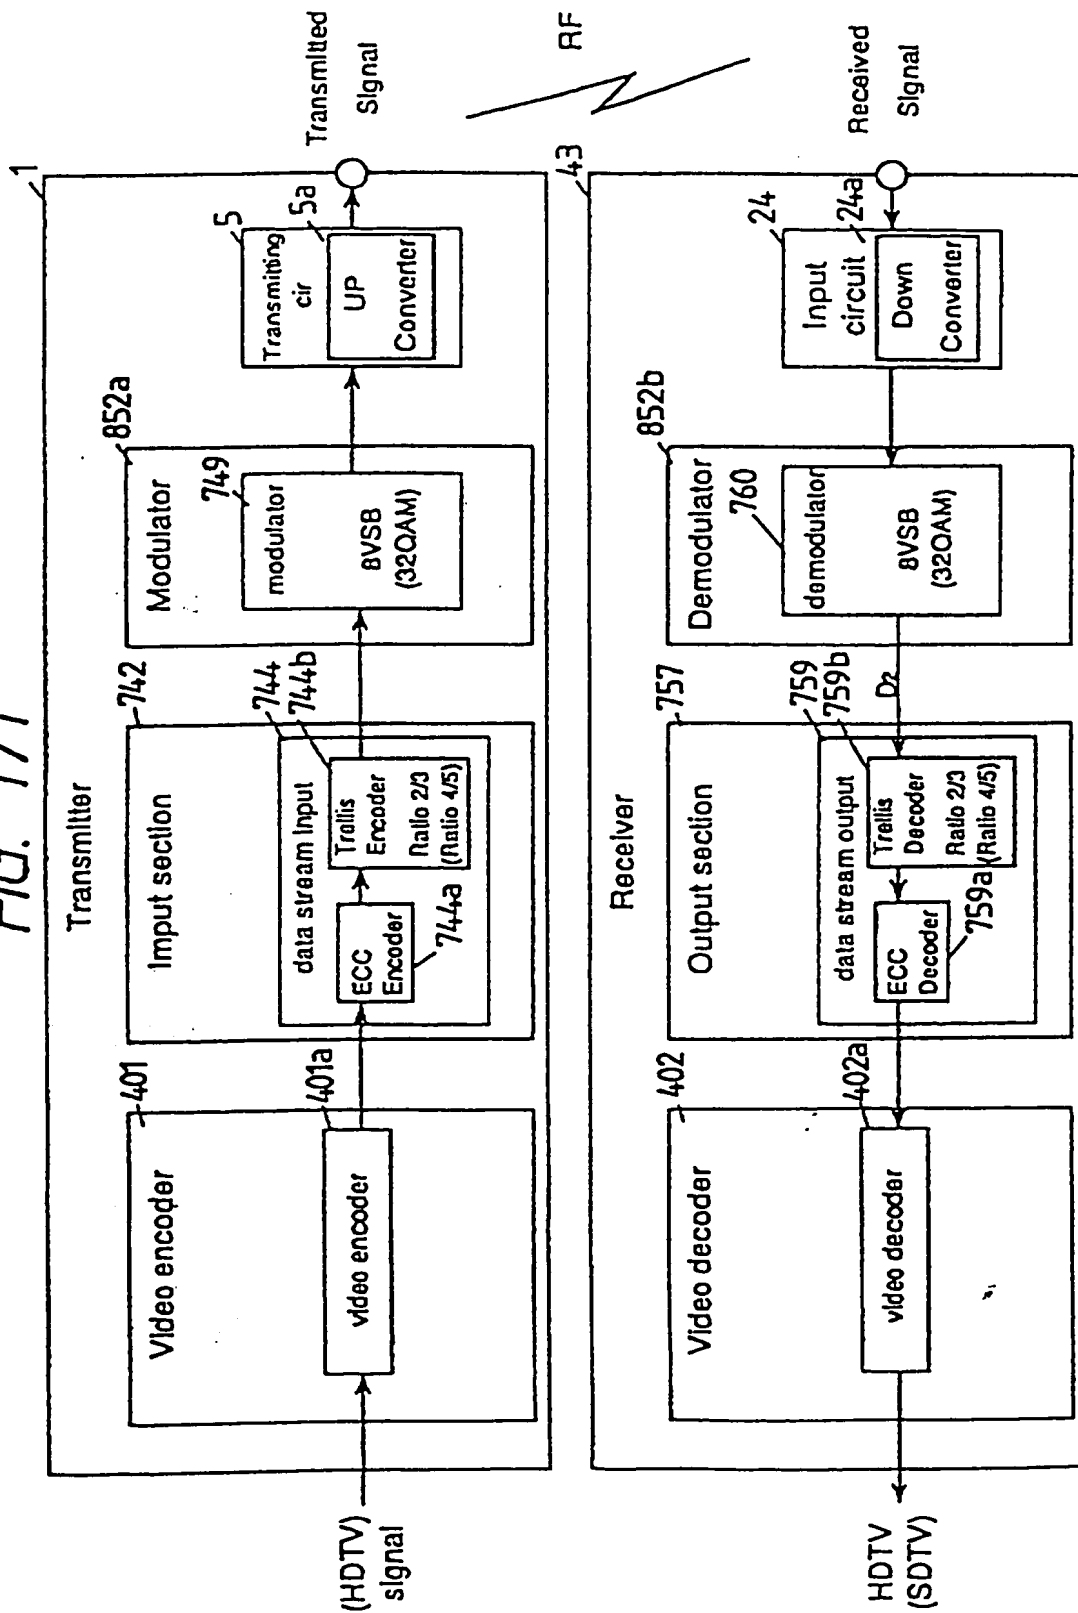 FIG. 171
Transmitter
1
Video encoder
401
video encoder
401a
(HDTV)
signal
Imput section
742
data stream Input
744
744b
ECC
Encoder
744a
Trellis
Encoder
Ratio 2/3
(Ratio 4/5)
Modulator
852a
modulator
749
8VSB
(32QAM)
Transmitting
cir
5
5a
UP
Converter
Transmitted
Signal
RF
Receiver
43
Video decoder
402
video decoder
402a
HDTV
(SDTV)
Output section
757
data stream output
759
759b
ECC
Decoder
759a
Trellis
Decoder
Ratio 2/3
(Ratio 4/5)
D2
Demodulator
852b
demodulator
760
8VSB
(32QAM)
Input
circuit
24
24a
Down
Converter
Received
Signal